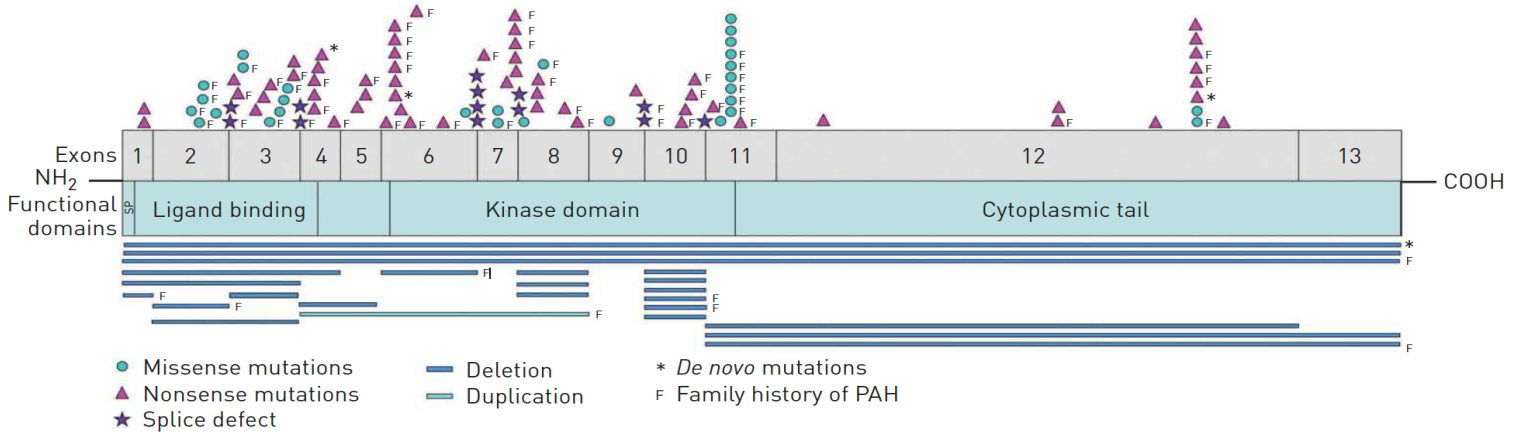 F
F F
F F
*
F F F F
F F F F F
F F
F F F F F F
F F
F F F * F F *
F
F F F F F F
F F F F F F F F F F F F F F F
Exons 1 2 3 4 5 6 7 8 9 10 11 12 13
NH2 COOH
Functional domains SP Ligand binding Kinase domain Cytoplasmic tail
*
F
F
F F
F F
F
F
Missense mutations
Nonsense mutations
Splice defect
Deletion
Duplication
* De novo mutations
F Family history of PAH